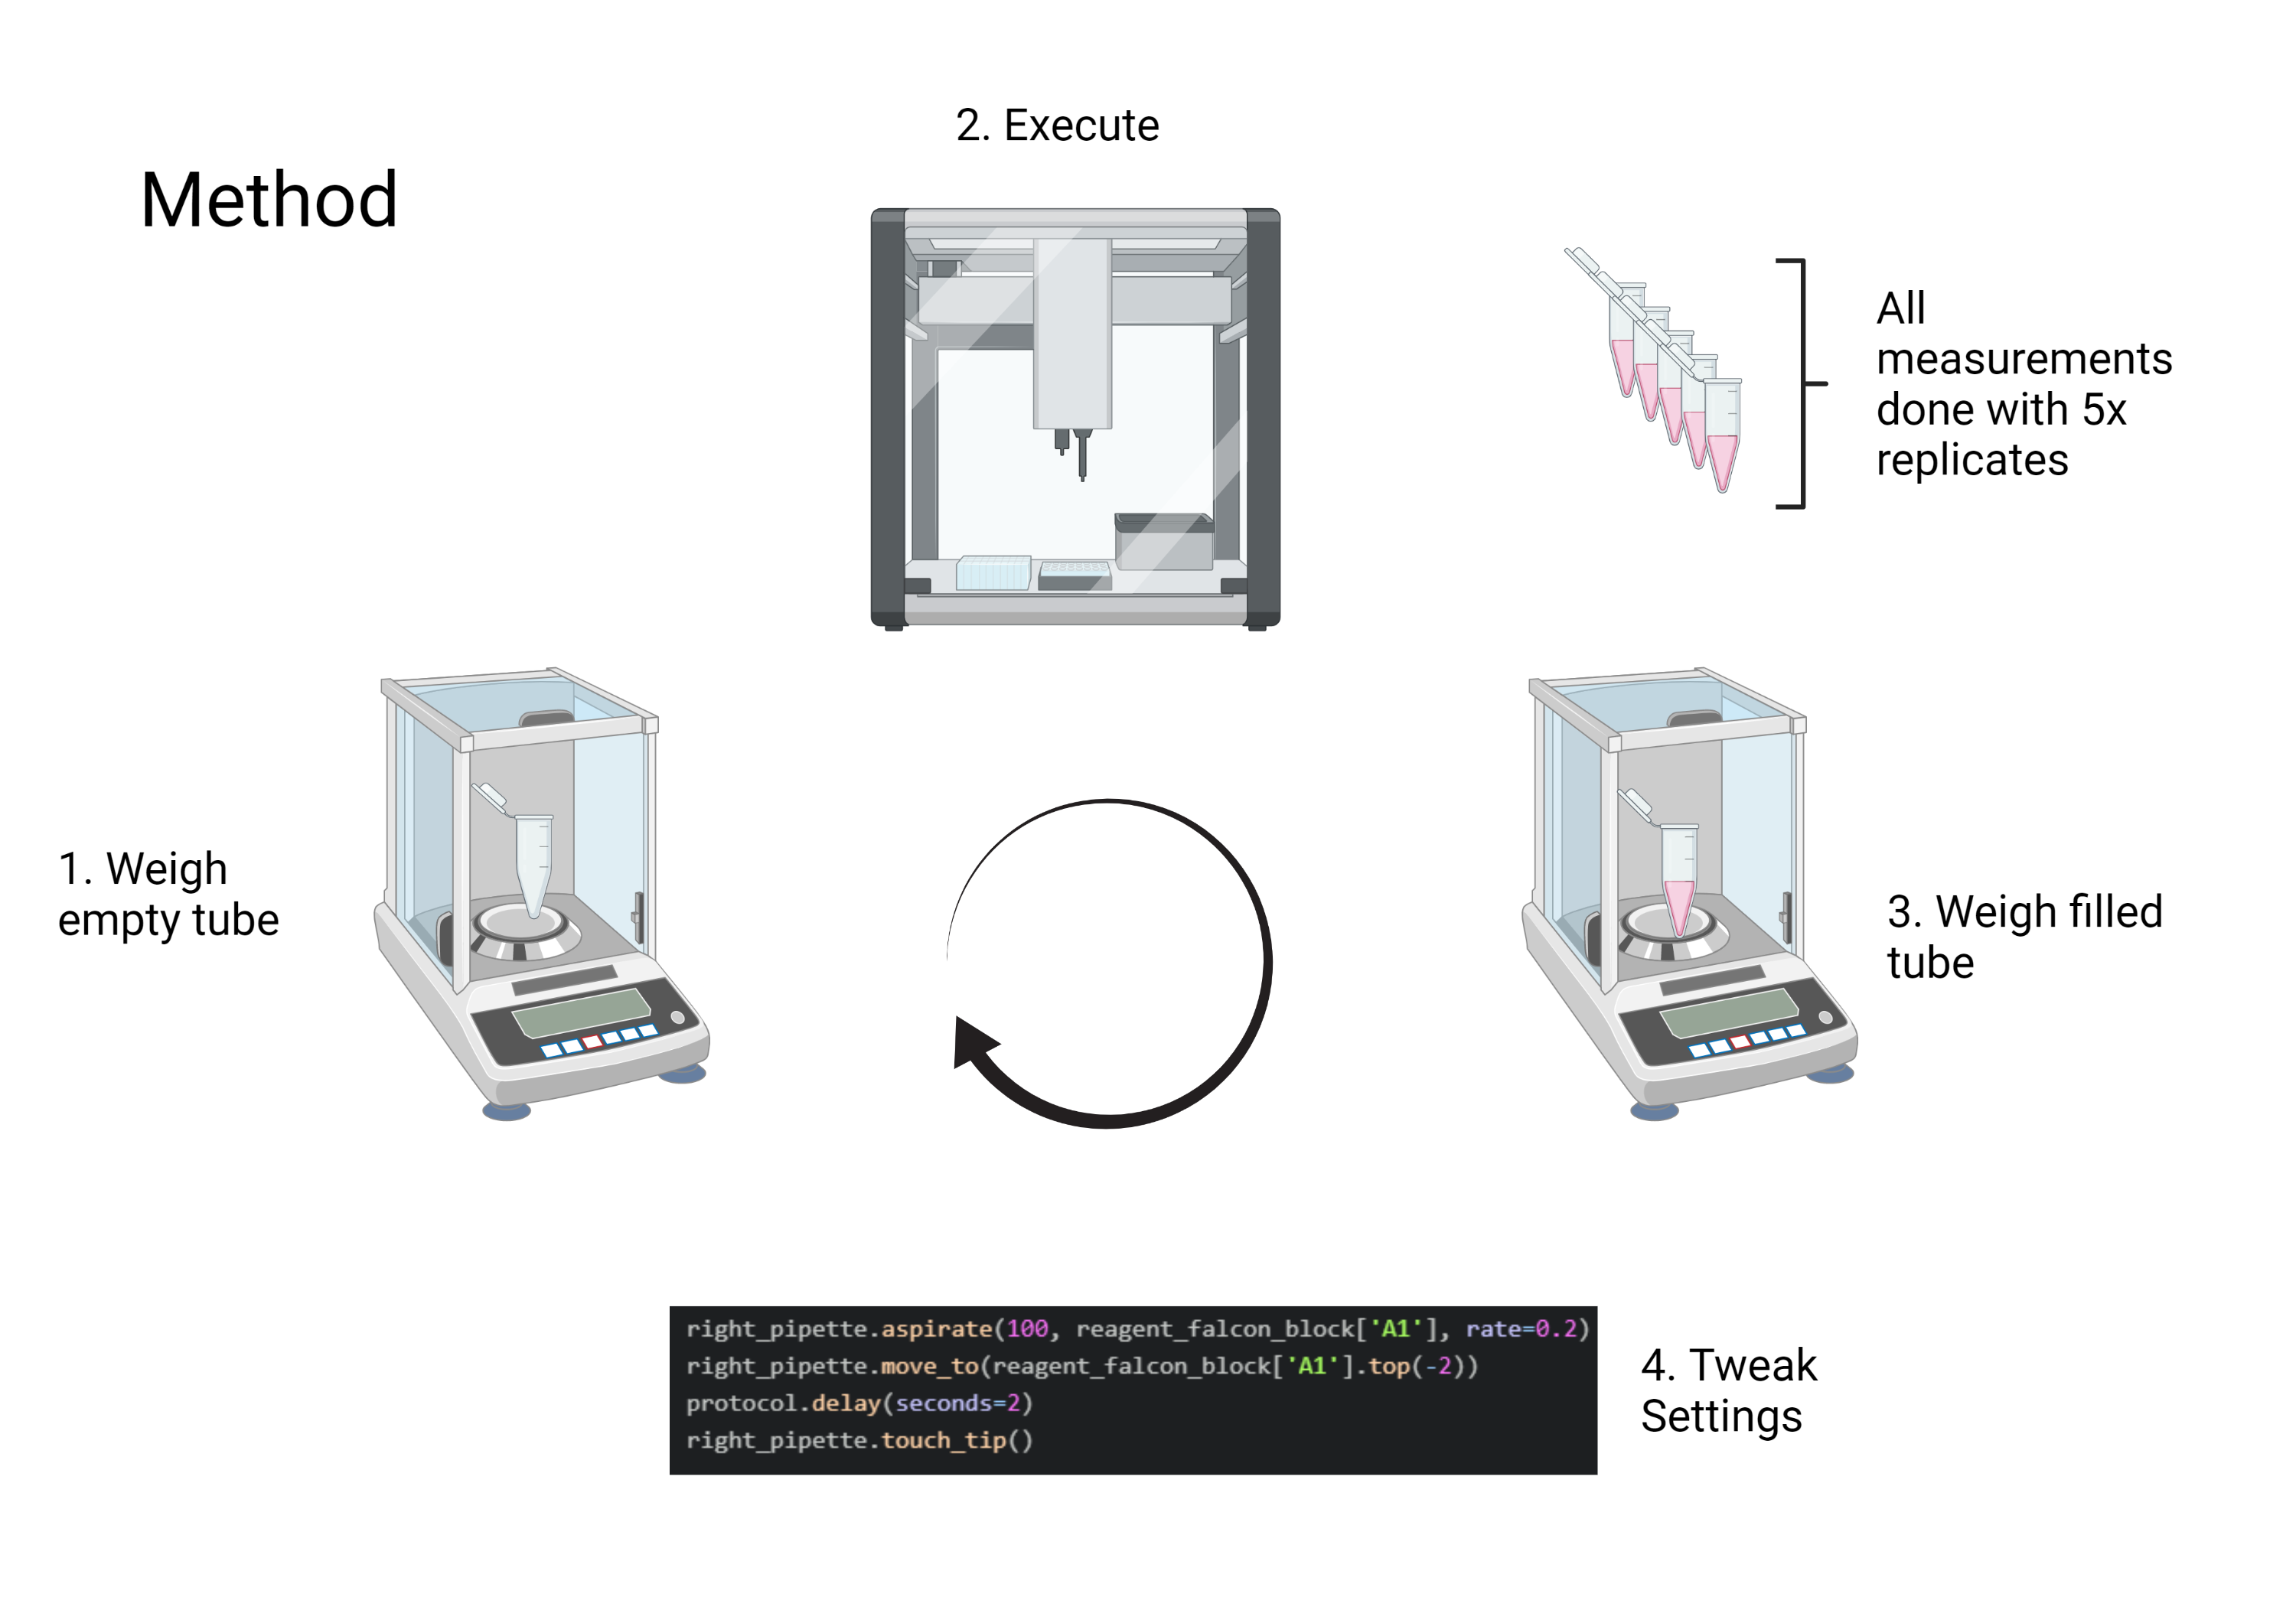 Method
1. Weigh
empty tube
2. Execute
All
measurements
done with 5x
replicates
3. Weigh filled
tube
right_pipette.aspirate(100, reagent_falcon_block['A1'], rate=0.2)
right_pipette.move_to(reagent_falcon_block['A1'].top(-2))
protocol.delay(seconds=2)
right_pipette.touch_tip()
4. Tweak
Settings